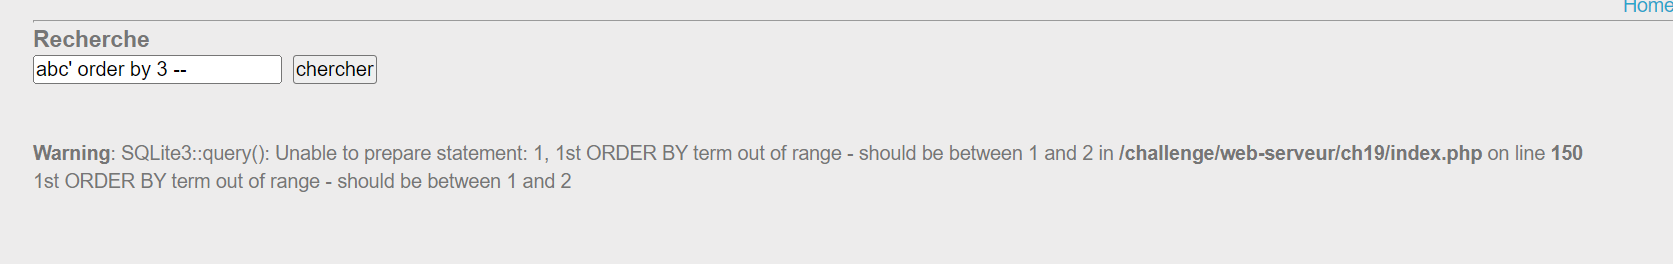 Home
Recherche
abc' order by 3 -- chercher
Warning: SQLite3::query(): Unable to prepare statement: 1, 1st ORDER BY term out of range - should be between 1 and 2 in /challenge/web-serveur/ch19/index.php on line 150
1st ORDER BY term out of range - should be between 1 and 2